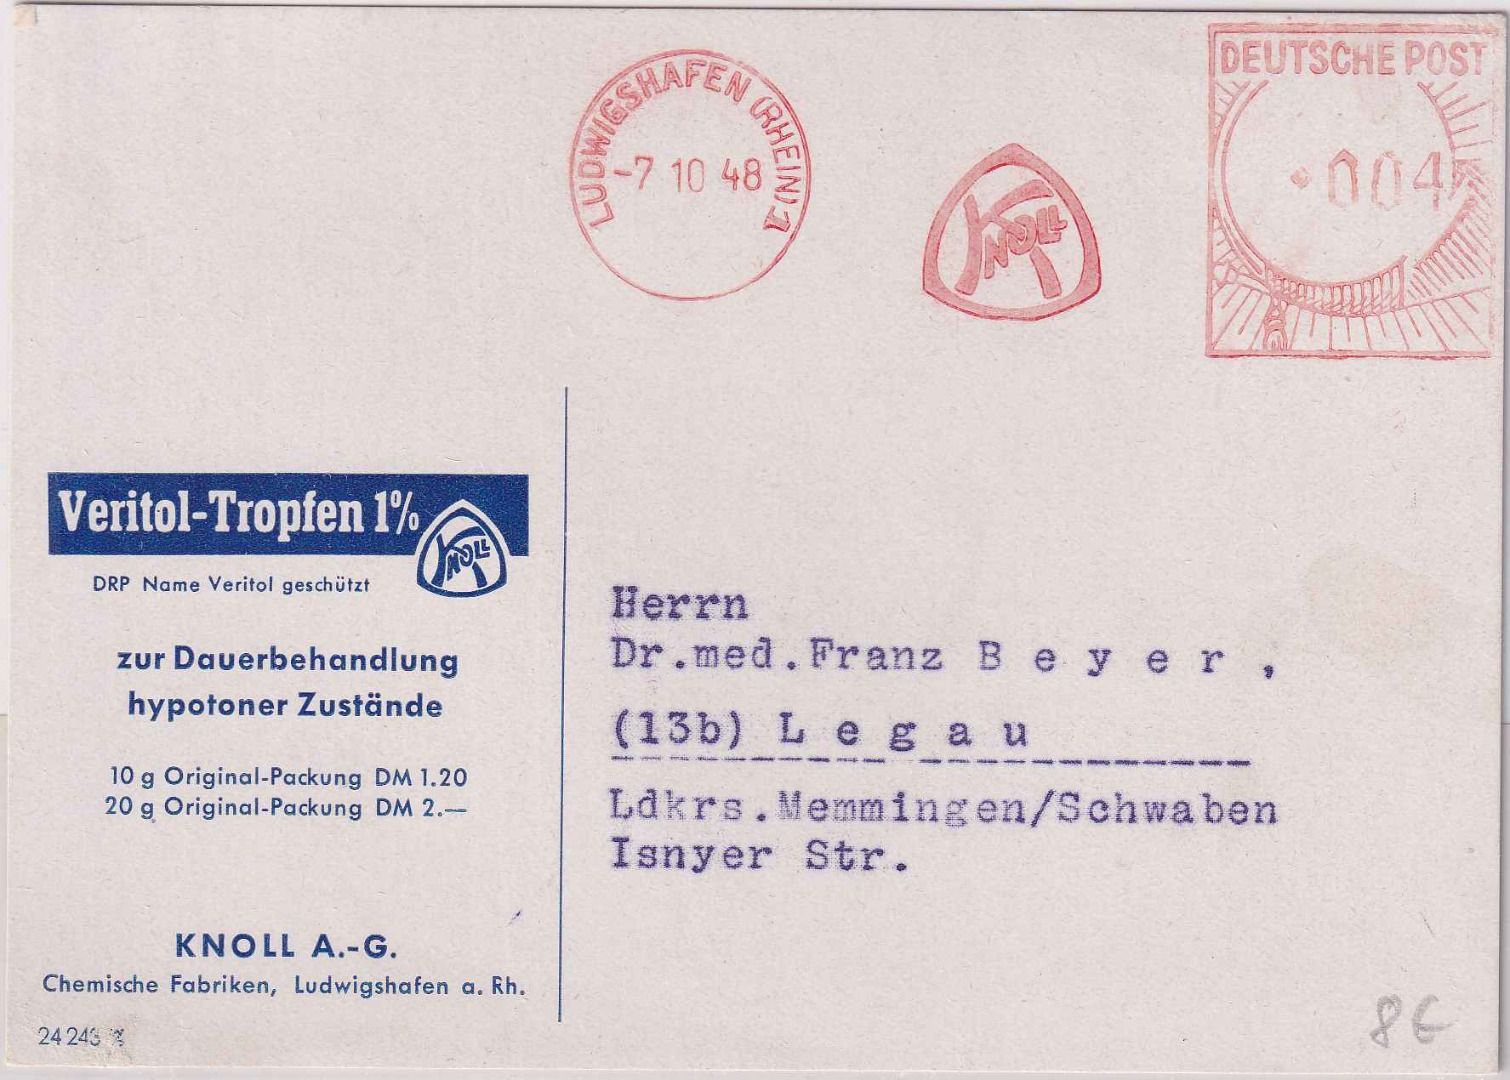 LUDWIGSHAFEN (RHEIN) 1
-7 10 48
KNOLL
DEUTSCHE POST
004
Veritol-Tropfen 1%
KNOLL
DRP Name Veritol geschützt
zur Dauerbehandlung
hypotoner Zustände
10 g Original-Packung DM 1.20
20 g Original-Packung DM 2.—
KNOLL A.-G.
Chemische Fabriken, Ludwigshafen a. Rh.
Herrn
Dr.med.Franz B e y e r ,
(13b) L e g a u
Ldkrs.Memmingen/Schwaben
Isnyer Str.
8€